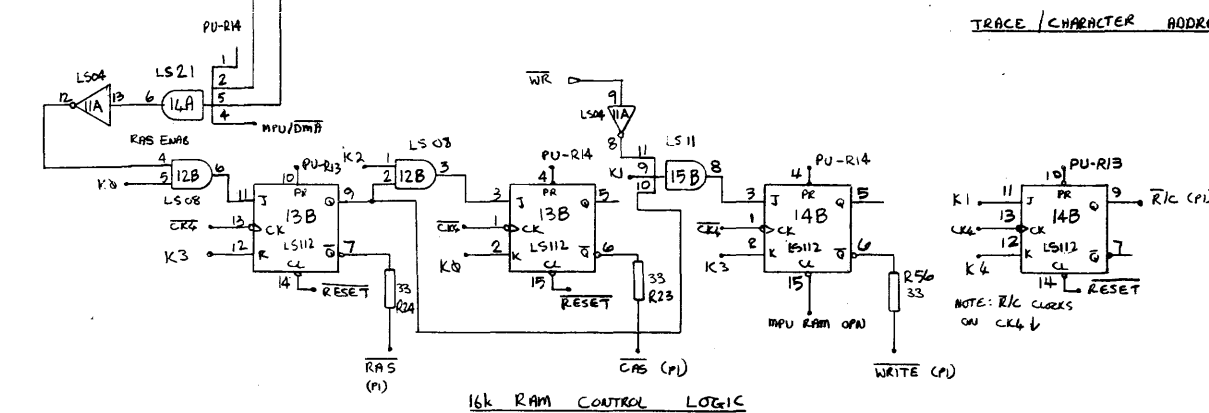 TRACE / CHARACTER ADDR
PU-R14
1
2
5
4
LS21
14A
6
LS04
12
11A
13
MPU/DMA
RAS ENAB
4
5
KØ
12B
6
LS08
PU-R13
10
PR
11
J
Q
9
13B
13
CK4
CK
LS112
12
K3
K
Q
7
CL
14
RESET
33
R24
RAS
(P1)
LS08
K2
1
2
12B
3
PU-R14
4
PR
3
J
Q
5
13B
1
CK4
CK
LS112
2
KØ
K
Q
6
CL
15
RESET
33
R23
CAS (P1)
WR
9
LS04
11A
8
11
K1
9
10
LS11
15B
8
PU-R14
4
PR
3
J
Q
5
14B
1
CK4
CK
LS112
2
K3
K
Q
6
CL
15
MPU RAM OPN
R56
33
WRITE (P1)
PU-R13
10
PR
K1
11
J
Q
9
R/C (P1)
14B
13
CK4
CK
LS112
12
K4
K
Q
7
CL
14
RESET
NOTE: R/C CLOCKS
ON CK4 ↓
16k RAM CONTROL LOGIC